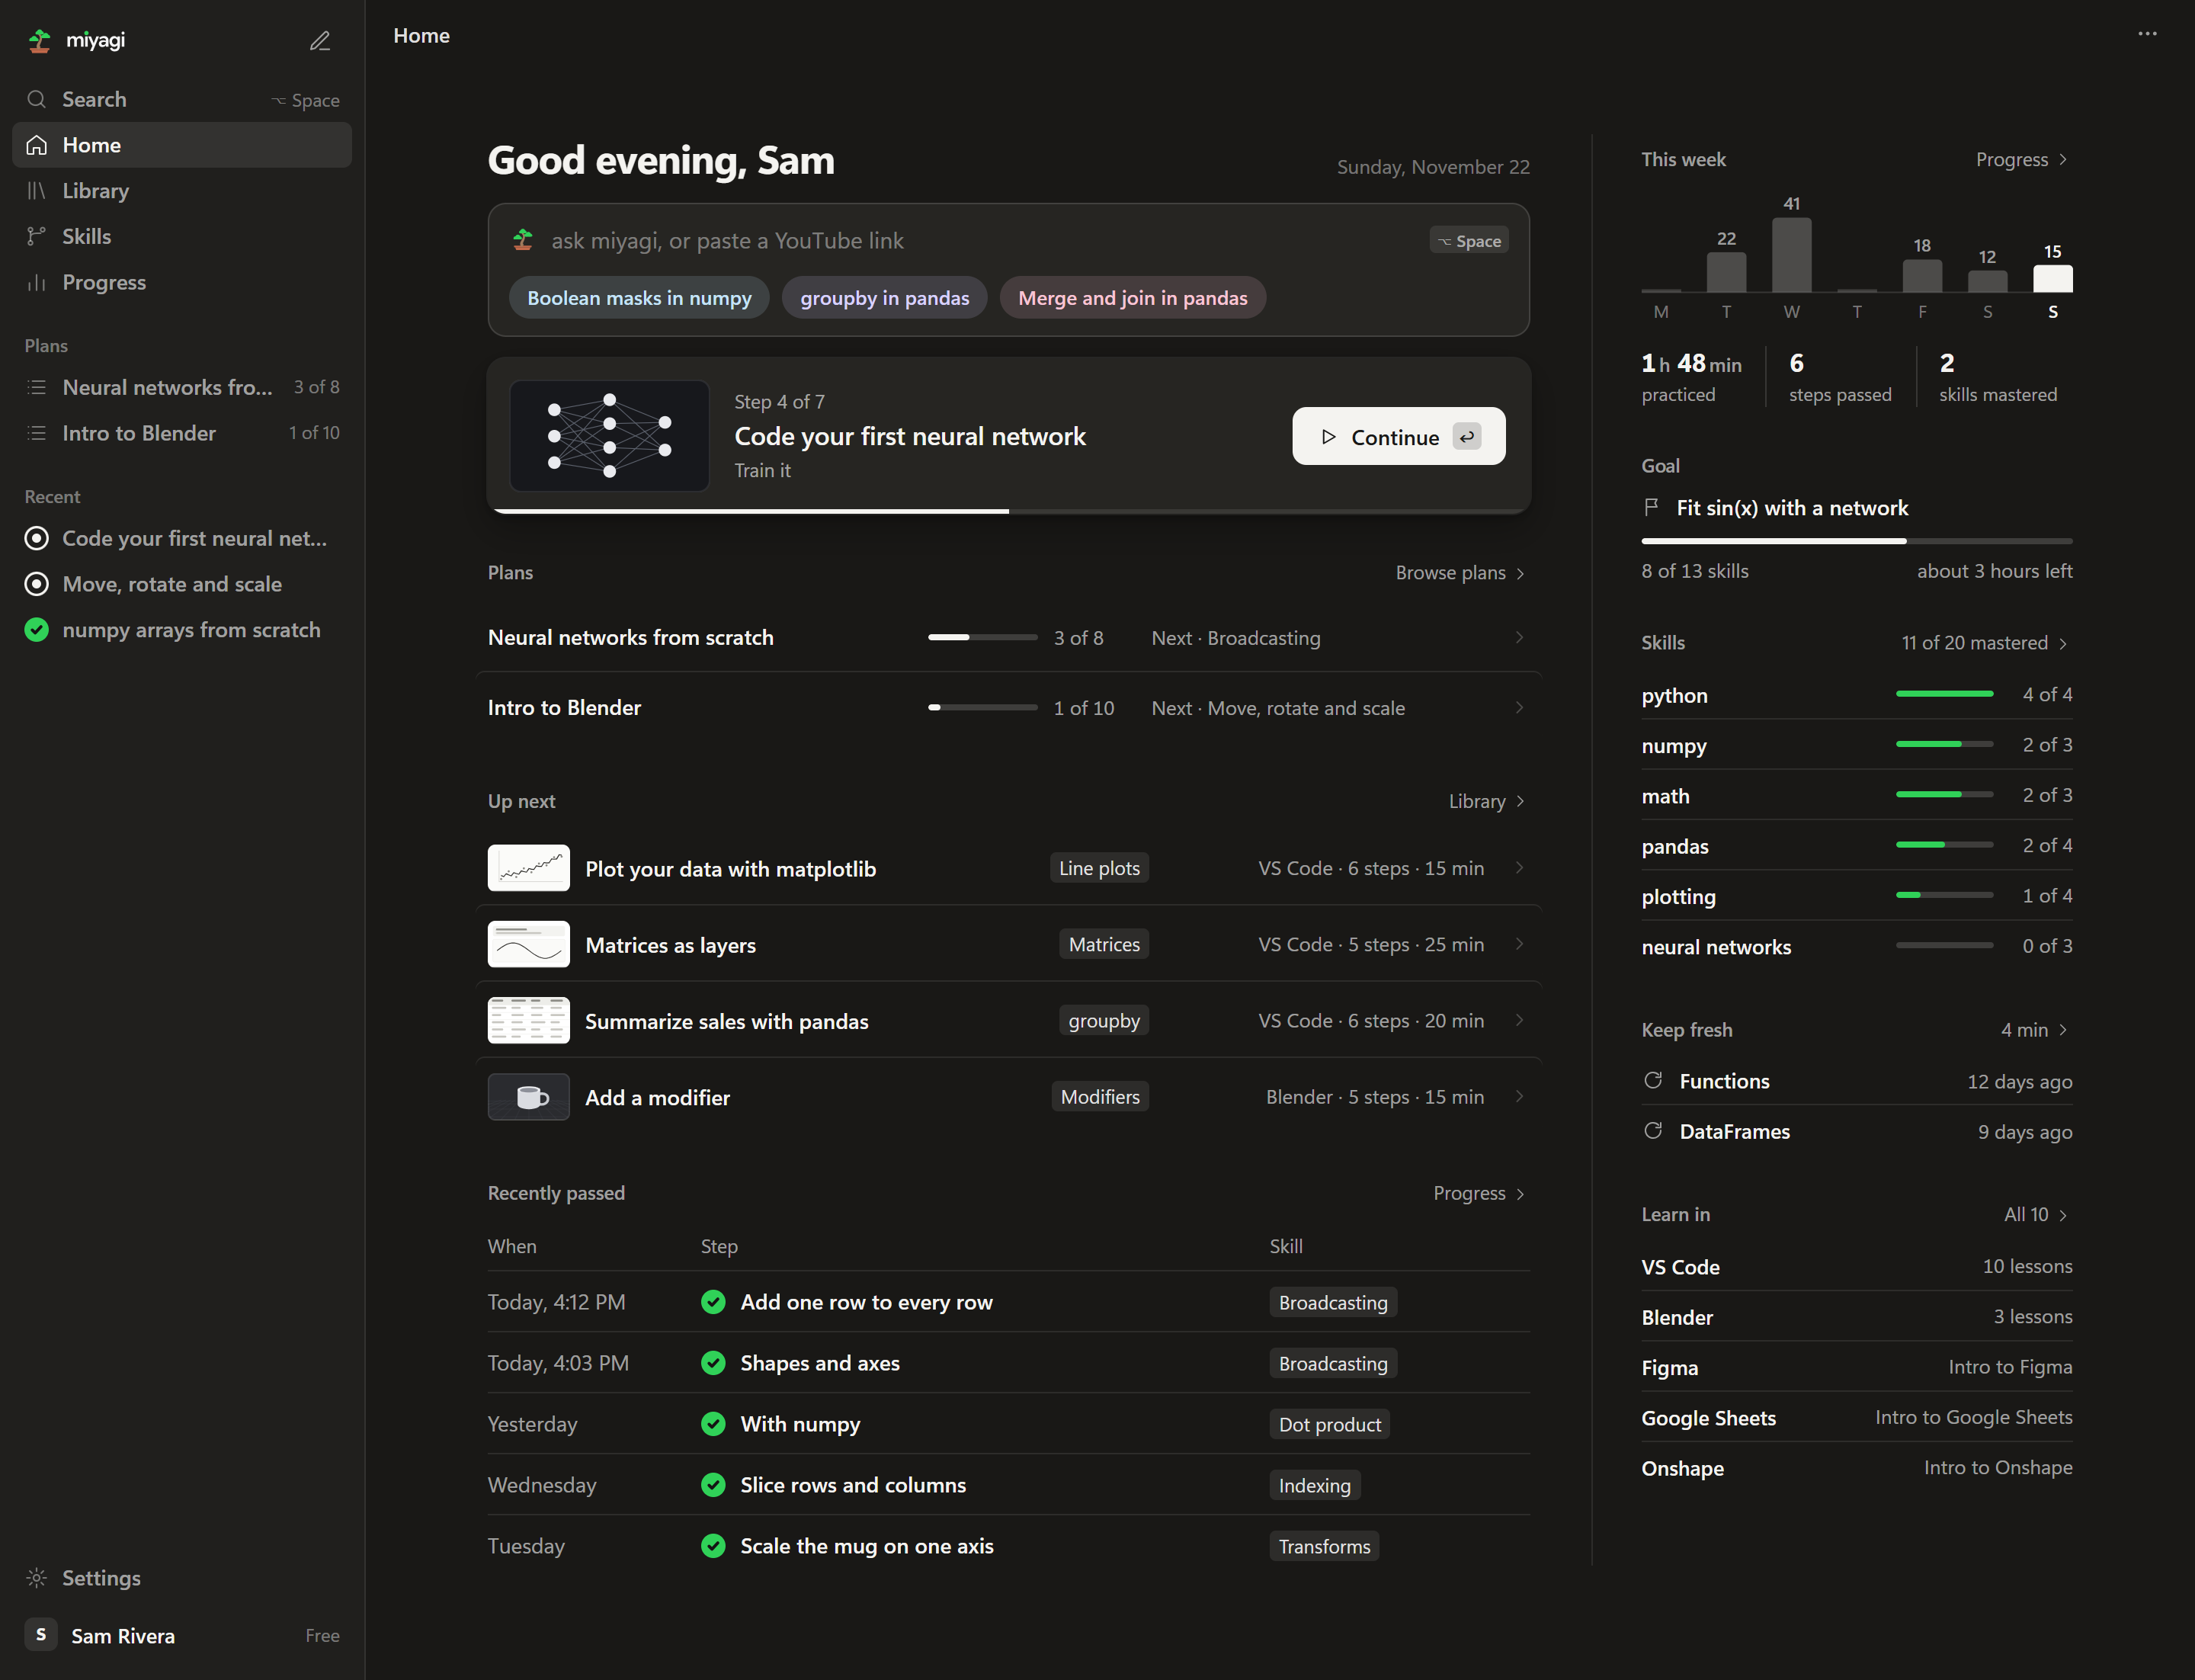 miyagi
Search ⌥ Space
Home
Library
Skills
Progress
Plans
Neural networks fro... 3 of 8
Intro to Blender 1 of 10
Recent
Code your first neural net...
Move, rotate and scale
numpy arrays from scratch
Settings
S Sam Rivera Free
Home
Good evening, Sam
Sunday, November 22
ask miyagi, or paste a YouTube link ⌥ Space
Boolean masks in numpy groupby in pandas Merge and join in pandas
Step 4 of 7
Code your first neural network
Train it
Continue
Plans Browse plans
Neural networks from scratch 3 of 8 Next · Broadcasting
Intro to Blender 1 of 10 Next · Move, rotate and scale
Up next Library
Plot your data with matplotlib Line plots VS Code · 6 steps · 15 min
Matrices as layers Matrices VS Code · 5 steps · 25 min
Summarize sales with pandas groupby VS Code · 6 steps · 20 min
Add a modifier Modifiers Blender · 5 steps · 15 min
Recently passed Progress
When Step Skill
Today, 4:12 PM Add one row to every row Broadcasting
Today, 4:03 PM Shapes and axes Broadcasting
Yesterday With numpy Dot product
Wednesday Slice rows and columns Indexing
Tuesday Scale the mug on one axis Transforms
This week Progress
22 41 18 12 15
M T W T F S S
1 h 48 min 6 2
practiced steps passed skills mastered
Goal
Fit sin(x) with a network
8 of 13 skills about 3 hours left
Skills 11 of 20 mastered
python 4 of 4
numpy 2 of 3
math 2 of 3
pandas 2 of 4
plotting 1 of 4
neural networks 0 of 3
Keep fresh 4 min
Functions 12 days ago
DataFrames 9 days ago
Learn in All 10
VS Code 10 lessons
Blender 3 lessons
Figma Intro to Figma
Google Sheets Intro to Google Sheets
Onshape Intro to Onshape